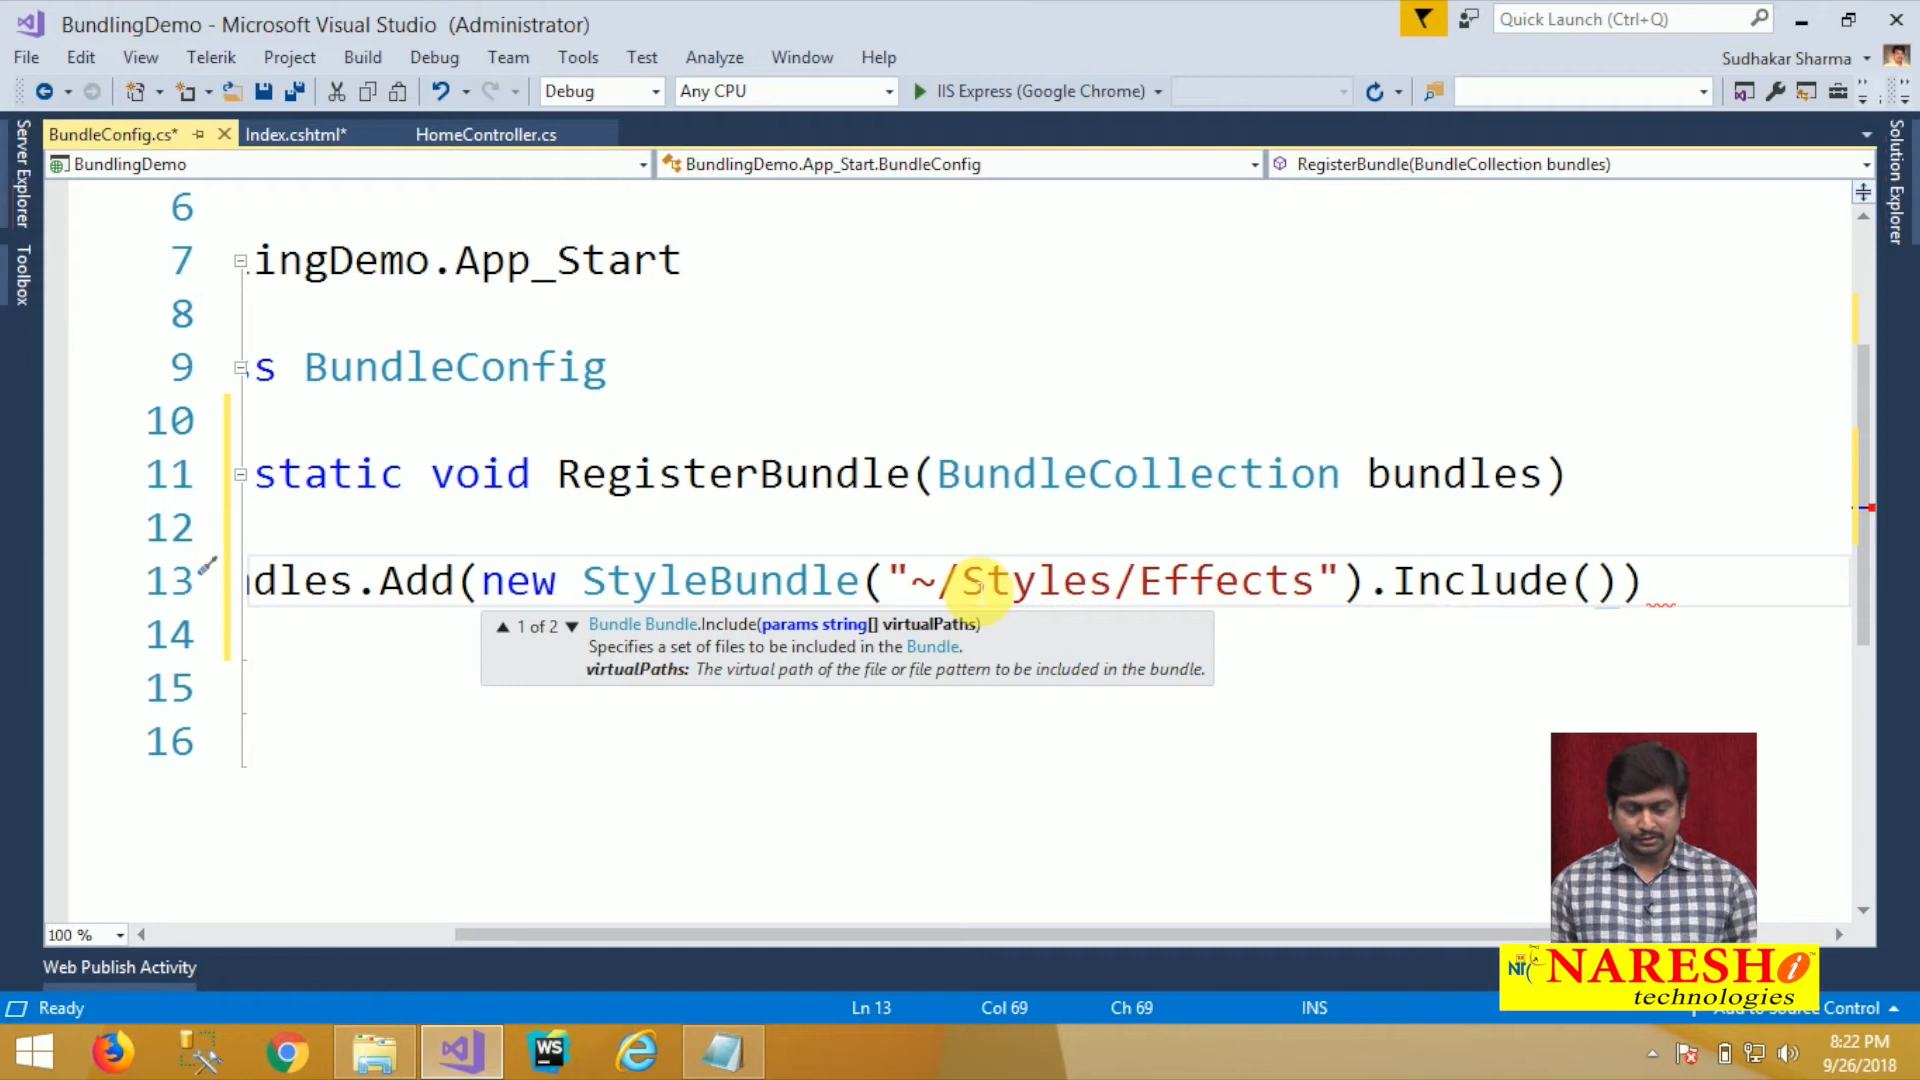 BundlingDemo - Microsoft Visual Studio (Administrator)
Quick Launch (Ctrl+Q)
File Edit View Telerik Project Build Debug Team Tools Test Analyze Window Help
Sudhakar Sharma
Debug Any CPU IIS Express (Google Chrome)
BundleConfig.cs* Index.cshtml* HomeController.cs
BundlingDemo BundlingDemo.App_Start.BundleConfig RegisterBundle(BundleCollection bundles)
Server Explorer
Toolbox
Solution Explorer
6
7 ingDemo.App_Start
8
9 s BundleConfig
10
11 static void RegisterBundle(BundleCollection bundles)
12
13 dles.Add(new StyleBundle("~/Styles/Effects").Include())
14
1 of 2 Bundle Bundle.Include(params string[] virtualPaths)
Specifies a set of files to be included in the Bundle.
virtualPaths: The virtual path of the file or file pattern to be included in the bundle.
15
16
100 %
Web Publish Activity
NARESHi
technologies
Ready Ln 13 Col 69 Ch 69 INS Add to Source Control
WS
8:22 PM
9/26/2018